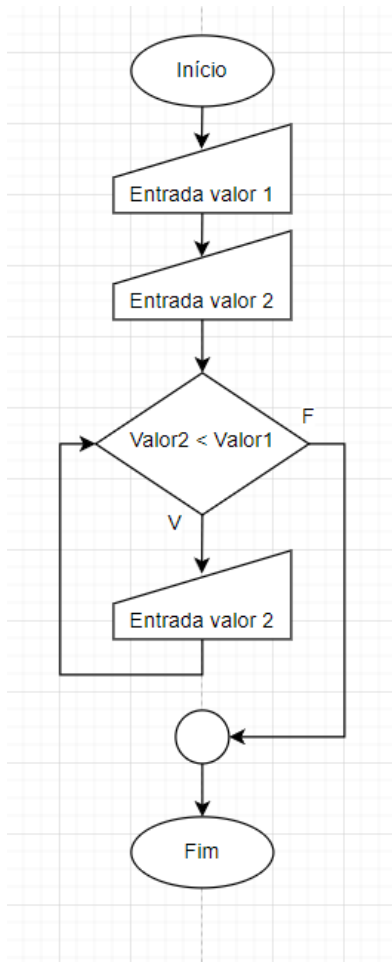 Início
Entrada valor 1
Entrada valor 2
Valor2 < Valor1
F
V
Entrada valor 2
Fim